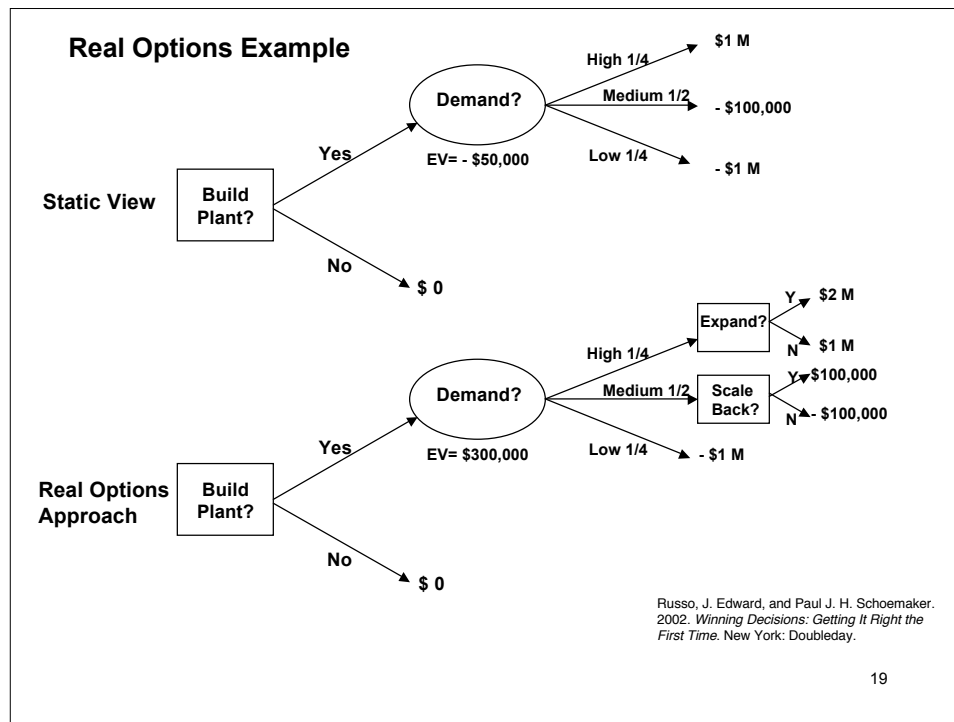 Real Options Example
Static View
Build
Plant?
Yes
No
Demand?
EV= - $50,000
High 1/4
Medium 1/2
Low 1/4
$1 M
- $100,000
- $1 M
$ 0
Real Options
Approach
Build
Plant?
Yes
No
Demand?
EV= $300,000
High 1/4
Medium 1/2
Low 1/4
Expand?
Y
$2 M
N
$1 M
Scale
Back?
Y
$100,000
N
- $100,000
- $1 M
$ 0
Russo, J. Edward, and Paul J. H. Schoemaker.
2002. Winning Decisions: Getting It Right the
First Time. New York: Doubleday.
19